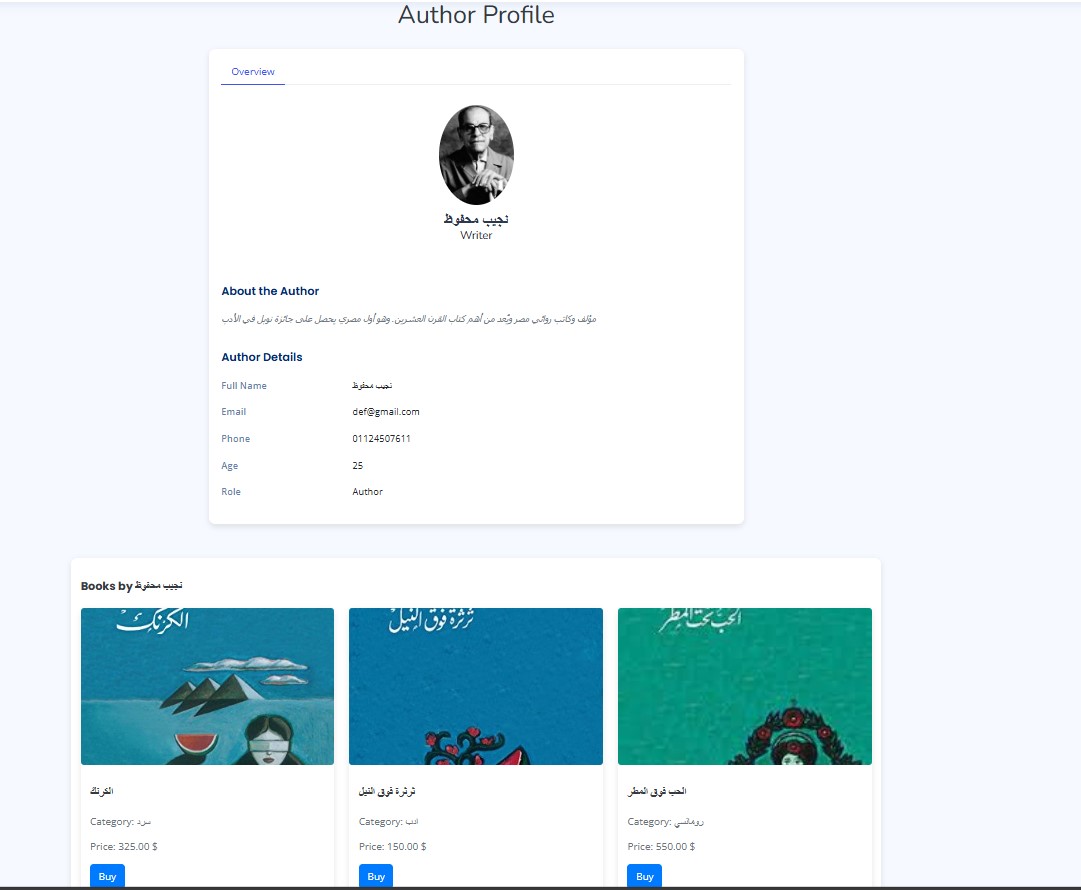 Author Profile
Overview
نجيب محفوظ
Writer
About the Author
مؤلف وكاتب روائي مصر ويُعد من أهم كتاب القرن العشرين. وهو أول مصري يحصل على جائزة نوبل في الأدب
Author Details
Full Name نجيب محفوظ
Email def@gmail.com
Phone 01124507611
Age 25
Role Author
Books by نجيب محفوظ
الكرنك ثرثرة فوق النيل الحب تحت المطر
الكرنك ثرثرة فوق النيل الحب فوق المطر
Category: سرد Category: ادب Category: رومانسي
Price: 325.00 $ Price: 150.00 $ Price: 550.00 $
Buy Buy Buy